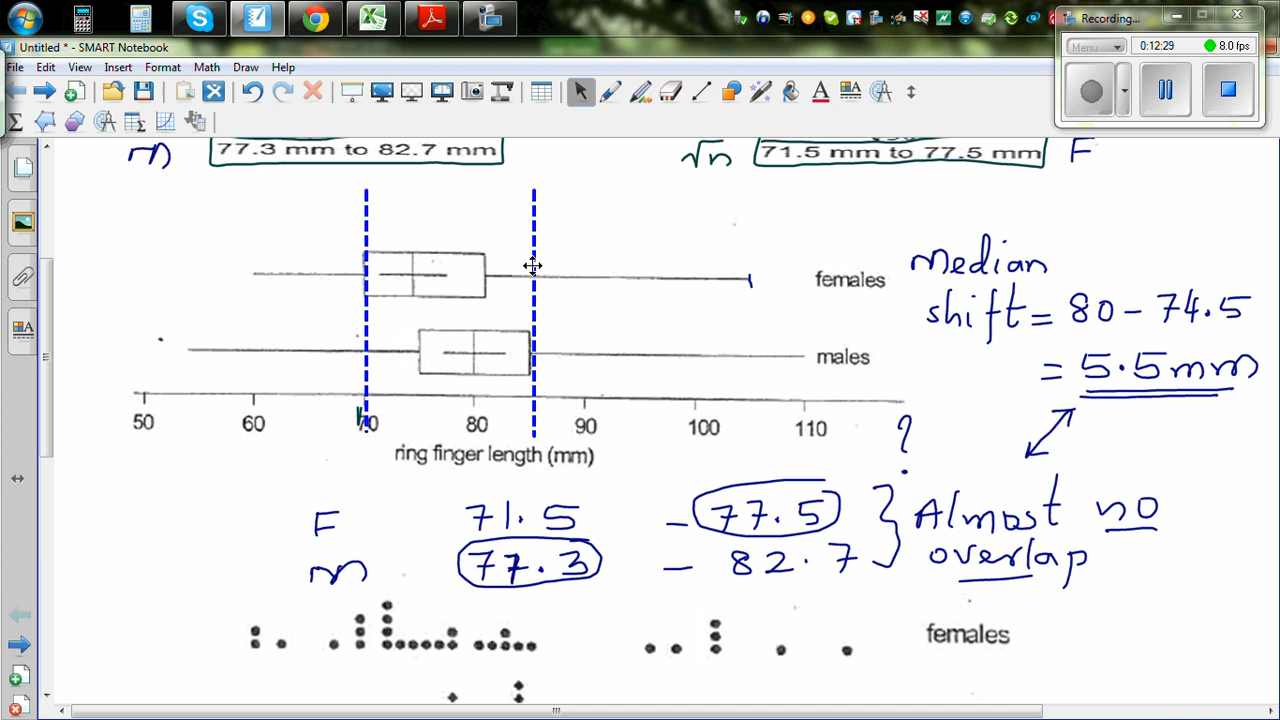 Recording...
Untitled * - SMART Notebook
Menu
0:12:29
8.0 fps
File Edit View Insert Format Math Draw Help
m 77.3 mm to 82.7 mm √n 71.5 mm to 77.5 mm F
females
Median
shift = 80 - 74.5
= 5.5mm
males
50 60 70 80 90 100 110
ring finger length (mm)
?
F 71.5 - 77.5 } Almost no
m 77.3 - 82.7 overlap
females